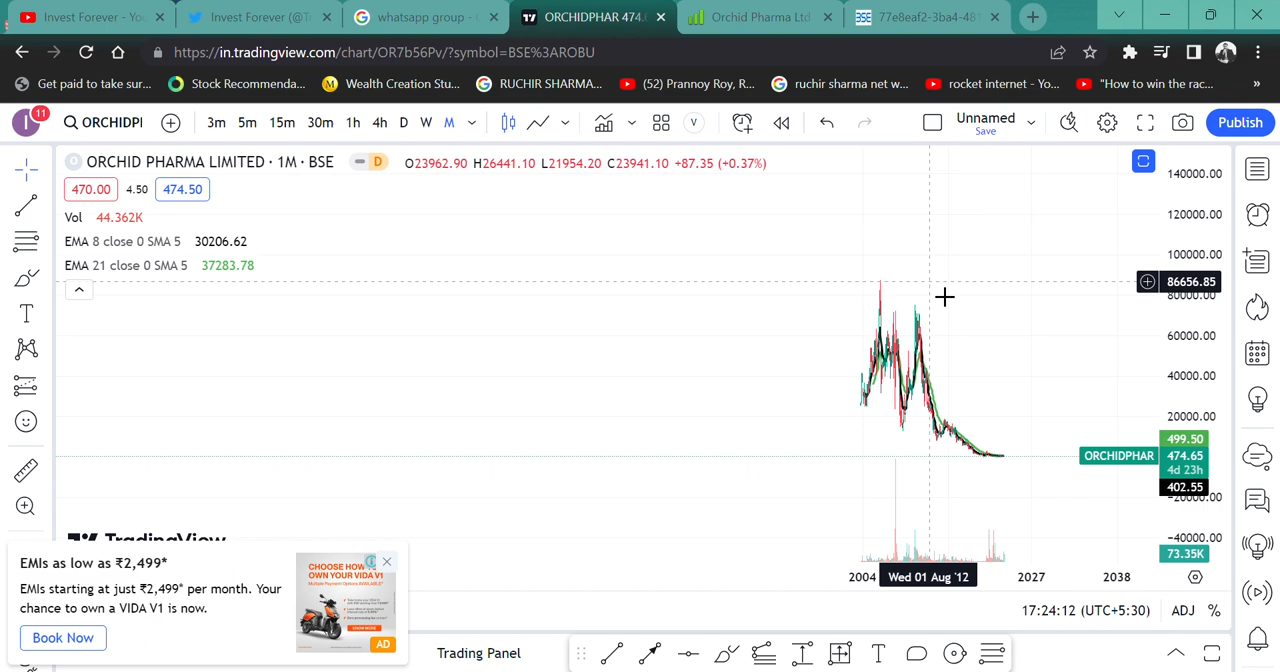 Invest Forever - You
Invest Forever (@T
whatsapp group - G
ORCHIDPHAR 474.6
Orchid Pharma Ltd
77e8eaf2-3ba4-481
https://in.tradingview.com/chart/OR7b56Pv/?symbol=BSE%3AROBU
Get paid to take sur...
Stock Recommenda...
Wealth Creation Stu...
RUCHIR SHARMA...
(52) Prannoy Roy, R...
ruchir sharma net w...
rocket internet - Yo...
"How to win the rac...
»
I 11
ORCHIDPI
3m 5m 15m 30m 1h 4h D W M
V
Unnamed
Save
Publish
O ORCHID PHARMA LIMITED · 1M · BSE
D
O23962.90 H26441.10 L21954.20 C23941.10 +87.35 (+0.37%)
470.00 4.50 474.50
Vol 44.362K
EMA 8 close 0 SMA 5 30206.62
EMA 21 close 0 SMA 5 37283.78
140000.00
120000.00
100000.00
86656.85
80000.00
60000.00
40000.00
20000.00
499.50
ORCHIDPHAR 474.65
4d 23h
402.55
−20000.00
−40000.00
73.35K
TradingView
2004
Wed 01 Aug '12
2027
2038
EMIs as low as ₹2,499*
EMIs starting at just ₹2,499* per month. Your
chance to own a VIDA V1 is now.
Book Now
CHOOSE HOW
OWN YOUR VIDA V1
AD
17:24:12 (UTC+5:30) ADJ %
Trading Panel
T